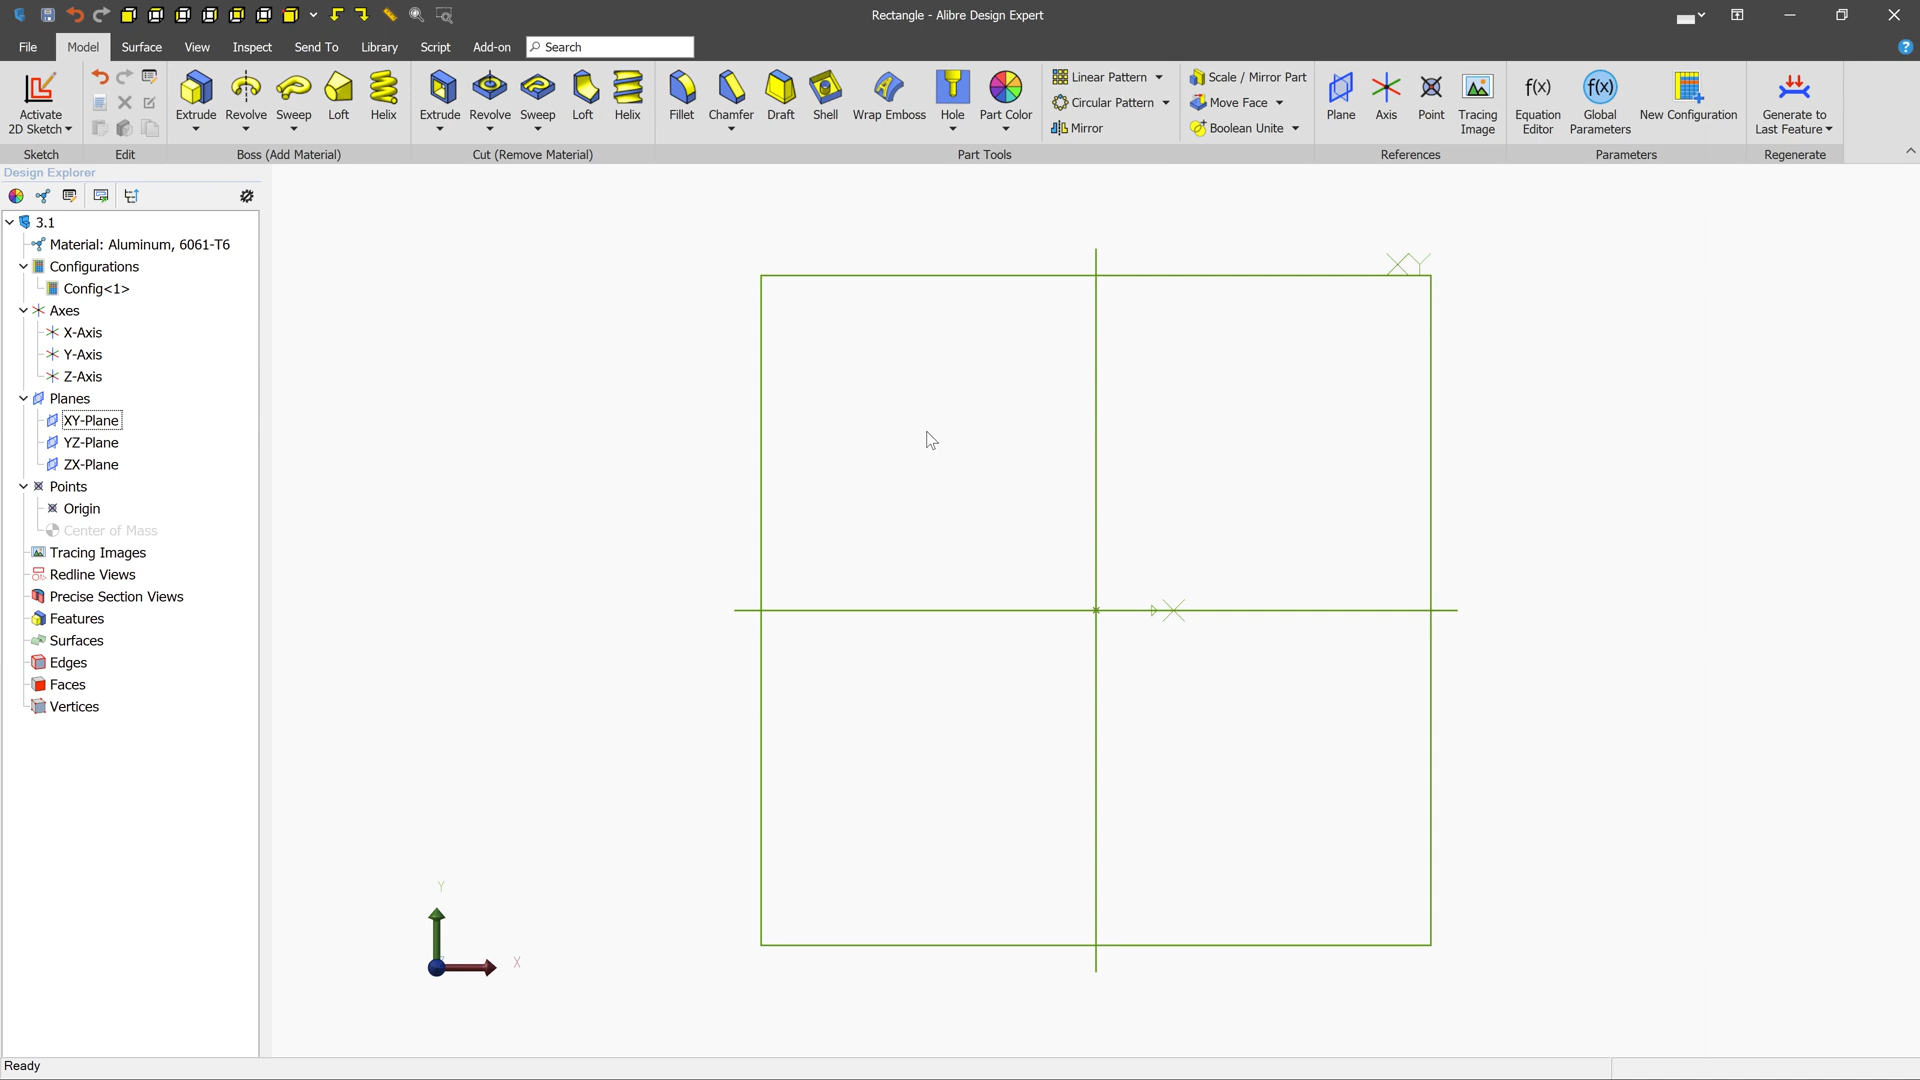 Rectangle - Alibre Design Expert
File Model Surface View Inspect Send To Library Script Add-on Search
Activate
2D Sketch
Extrude Revolve Sweep Loft Helix
Extrude Revolve Sweep Loft Helix
Fillet Chamfer Draft Shell Wrap Emboss Hole Part Color
Linear Pattern
Circular Pattern
Mirror
Scale / Mirror Part
Move Face
Boolean Unite
Plane Axis Point Tracing
Image
f(x) Equation
Editor
f(x) Global
Parameters
New Configuration
Generate to
Last Feature
Sketch Edit Boss (Add Material) Cut (Remove Material) Part Tools References Parameters Regenerate
Design Explorer
3.1
Material: Aluminum, 6061-T6
Configurations
Config<1>
Axes
X-Axis
Y-Axis
Z-Axis
Planes
XY-Plane
YZ-Plane
ZX-Plane
Points
Origin
Center of Mass
Tracing Images
Redline Views
Precise Section Views
Features
Surfaces
Edges
Faces
Vertices
XY
X
Y
X
Ready